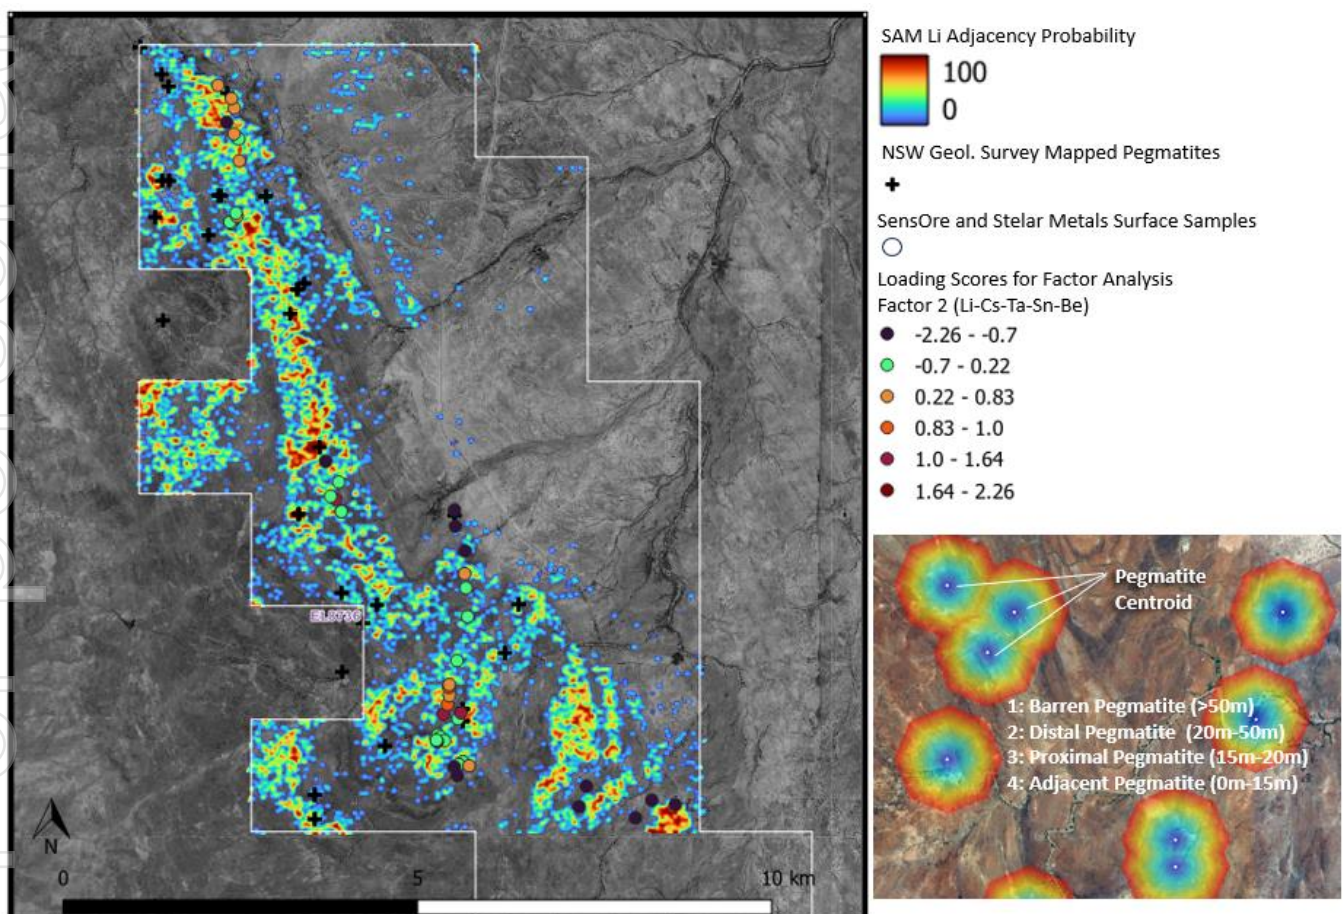 SAM Li Adjacency Probability
100
0
NSW Geol. Survey Mapped Pegmatites
SensOre and Stelar Metals Surface Samples
Loading Scores for Factor Analysis
Factor 2 (Li-Cs-Ta-Sn-Be)
-2.26 - -0.7
-0.7 - 0.22
0.22 - 0.83
0.83 - 1.0
1.0 - 1.64
1.64 - 2.26
EL8736
N
0
5
10 km
Pegmatite
Centroid
1: Barren Pegmatite (>50m)
2: Distal Pegmatite (20m-50m)
3: Proximal Pegmatite (15m-20m)
4: Adjacent Pegmatite (0m-15m)